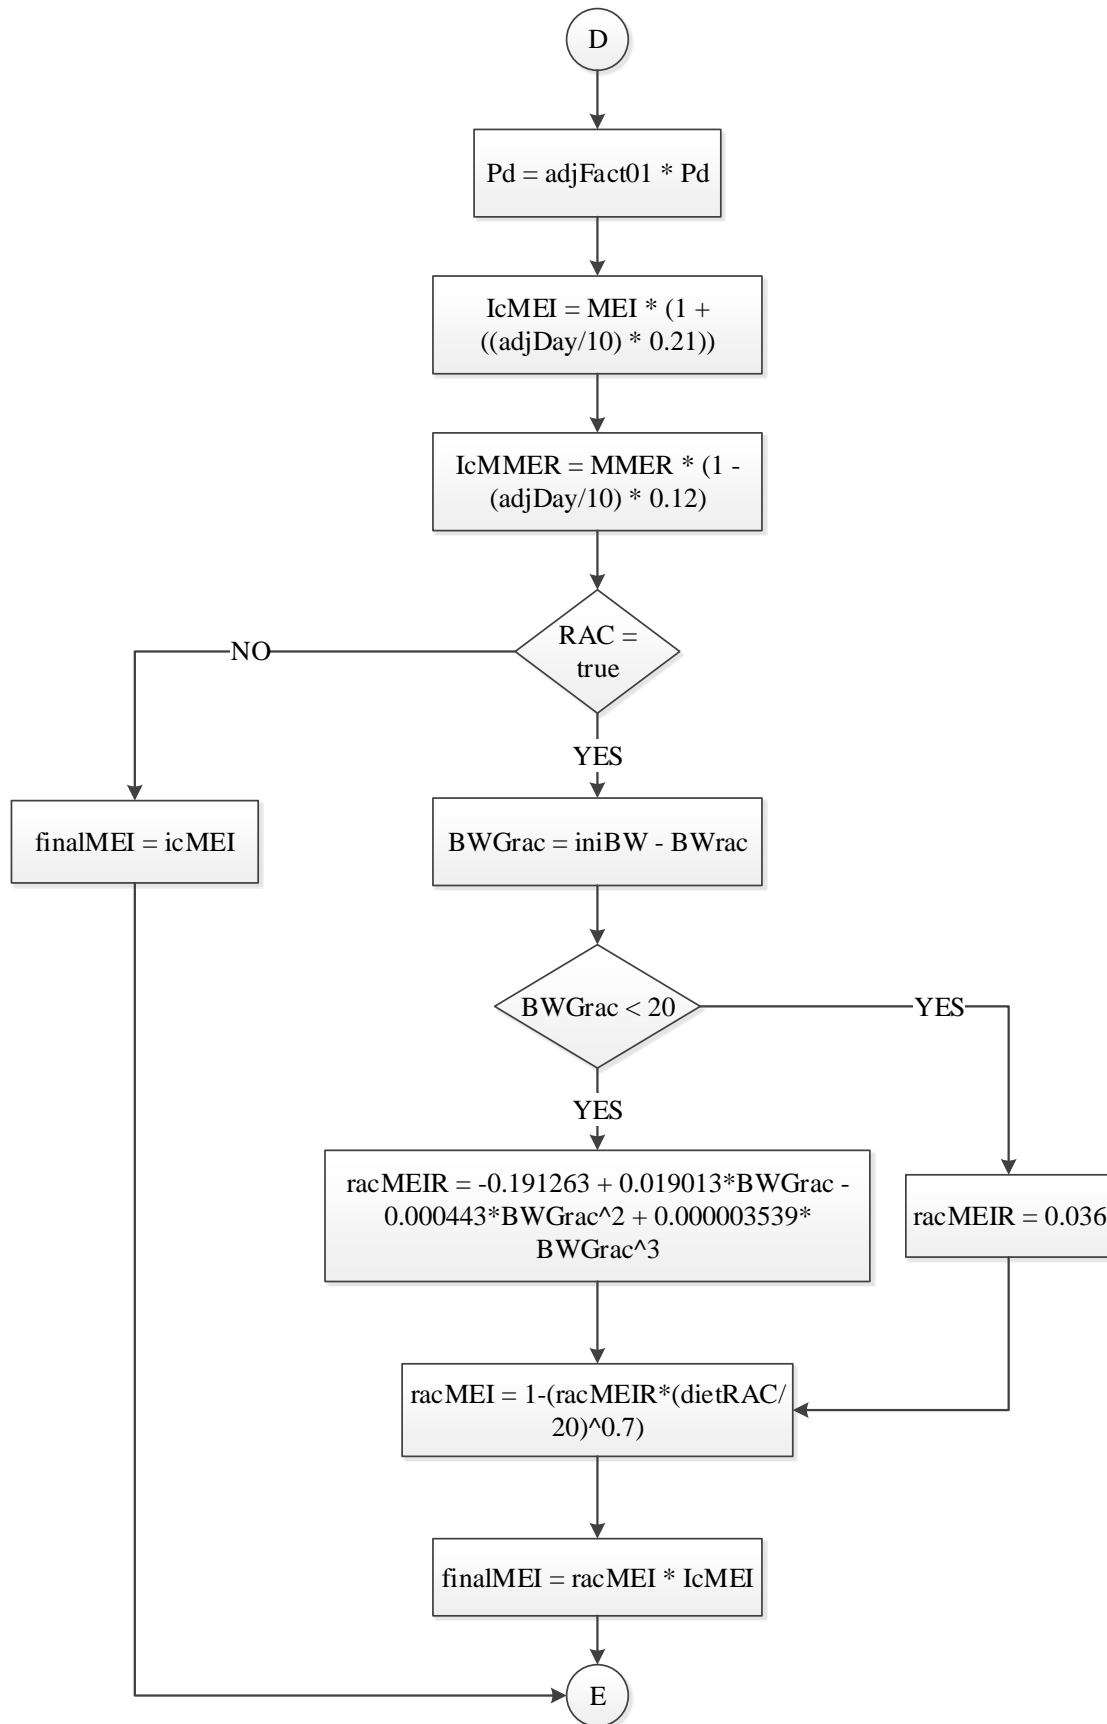 D
Pd = adjFact01 * Pd
IcMEI = MEI * (1 +
((adjDay/10) * 0.21))
IcMMER = MMER * (1 -
(adjDay/10) * 0.12)
RAC =
true
NO
YES
finalMEI = icMEI
BWGrac = iniBW - BWrac
BWGrac < 20
YES
YES
racMEIR = -0.191263 + 0.019013*BWGrac -
0.000443*BWGrac^2 + 0.000003539*
BWGrac^3
racMEIR = 0.036
racMEI = 1-(racMEIR*(dietRAC/
20)^0.7)
finalMEI = racMEI * IcMEI
E